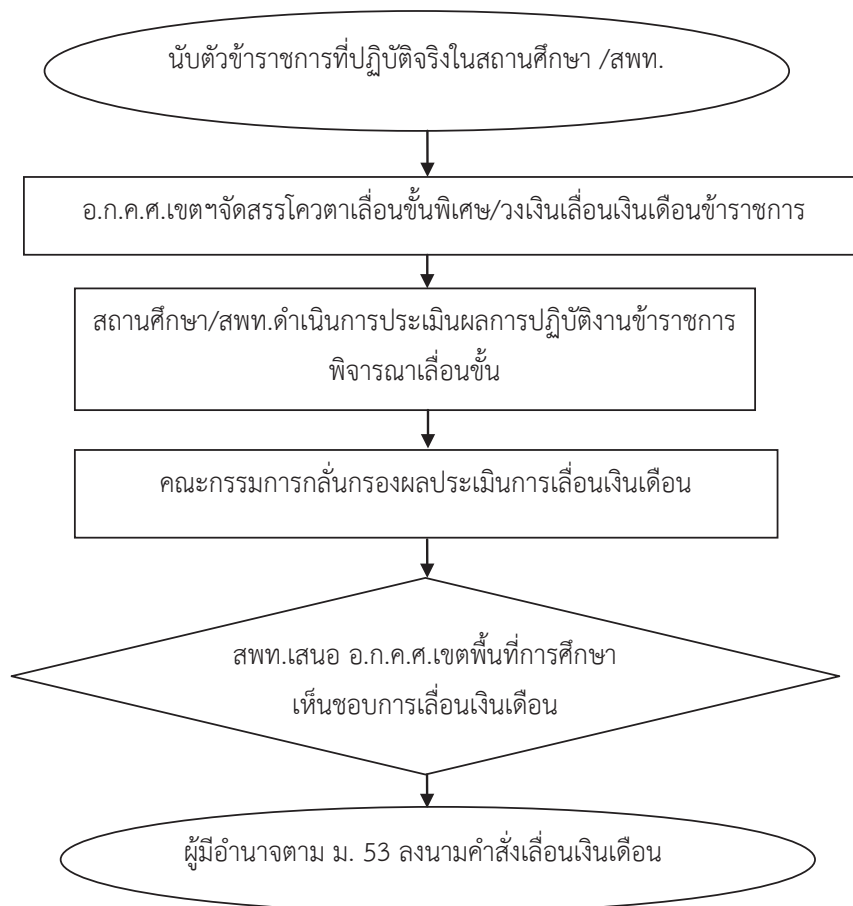 นับตัวข้าราชการที่ปฏิบัติจริงในสถานศึกษา /สพท.
อ.ก.ค.ศ.เขตฯจัดสรรโควตาเลื่อนขั้นพิเศษ/วงเงินเลื่อนเงินเดือนข้าราชการ
สถานศึกษา/สพท.ดำเนินการประเมินผลการปฏิบัติงานข้าราชการ
พิจารณาเลื่อนขั้น
คณะกรรมการกลั่นกรองผลประเมินการเลื่อนเงินเดือน
สพท.เสนอ อ.ก.ค.ศ.เขตพื้นที่การศึกษา
เห็นชอบการเลื่อนเงินเดือน
ผู้มีอำนาจตาม ม. 53 ลงนามคำสั่งเลื่อนเงินเดือน